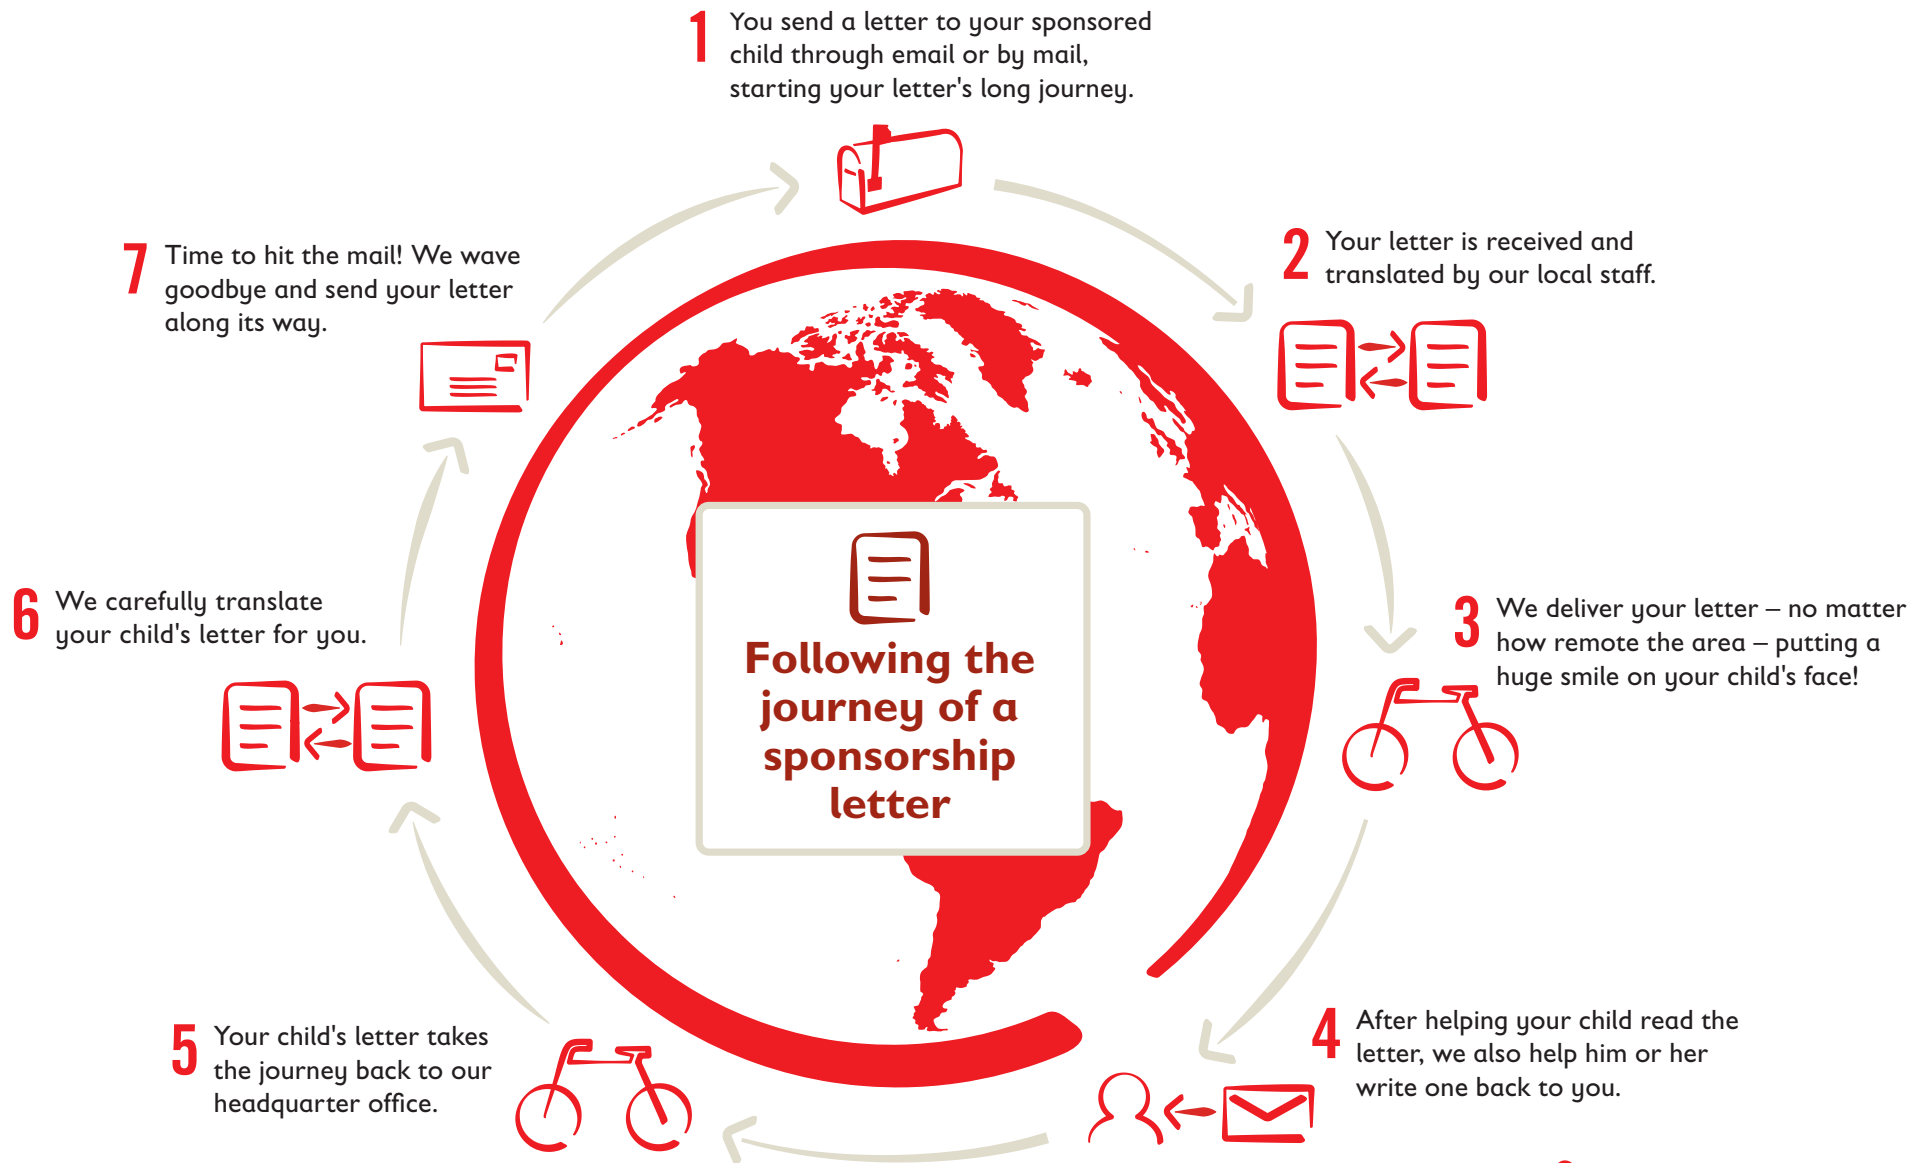 1 You send a letter to your sponsored
child through email or by mail,
starting your letter's long journey.
2 Your letter is received and
translated by our local staff.
3 We deliver your letter – no matter
how remote the area – putting a
huge smile on your child's face!
4 After helping your child read the
letter, we also help him or her
write one back to you.
5 Your child's letter takes
the journey back to our
headquarter office.
6 We carefully translate
your child's letter for you.
7 Time to hit the mail! We wave
goodbye and send your letter
along its way.
Following the
journey of a
sponsorship
letter